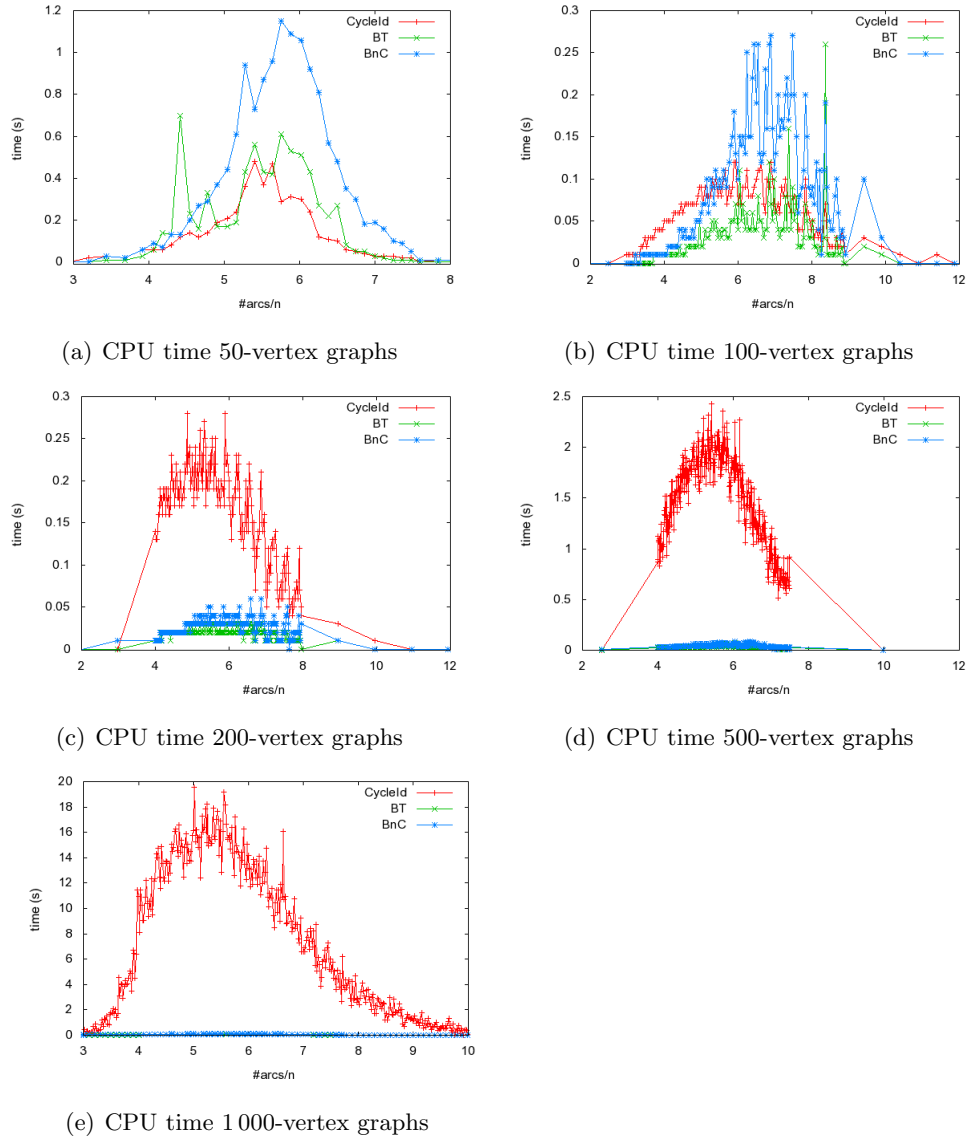 CycleId
BT
BnC
time (s)
1.2
1
0.8
0.6
0.4
0.2
0
3 4 5 6 7 8
#arcs/n
(a) CPU time 50-vertex graphs
CycleId
BT
BnC
time (s)
0.3
0.25
0.2
0.15
0.1
0.05
0
2 4 6 8 10 12
#arcs/n
(b) CPU time 100-vertex graphs
CycleId
BT
BnC
time (s)
0.3
0.25
0.2
0.15
0.1
0.05
0
2 4 6 8 10 12
#arcs/n
(c) CPU time 200-vertex graphs
CycleId
BT
BnC
time (s)
2.5
2
1.5
1
0.5
0
2 4 6 8 10 12
#arcs/n
(d) CPU time 500-vertex graphs
CycleId
BT
BnC
time (s)
20
18
16
14
12
10
8
6
4
2
0
3 4 5 6 7 8 9 10
#arcs/n
(e) CPU time 1 000-vertex graphs